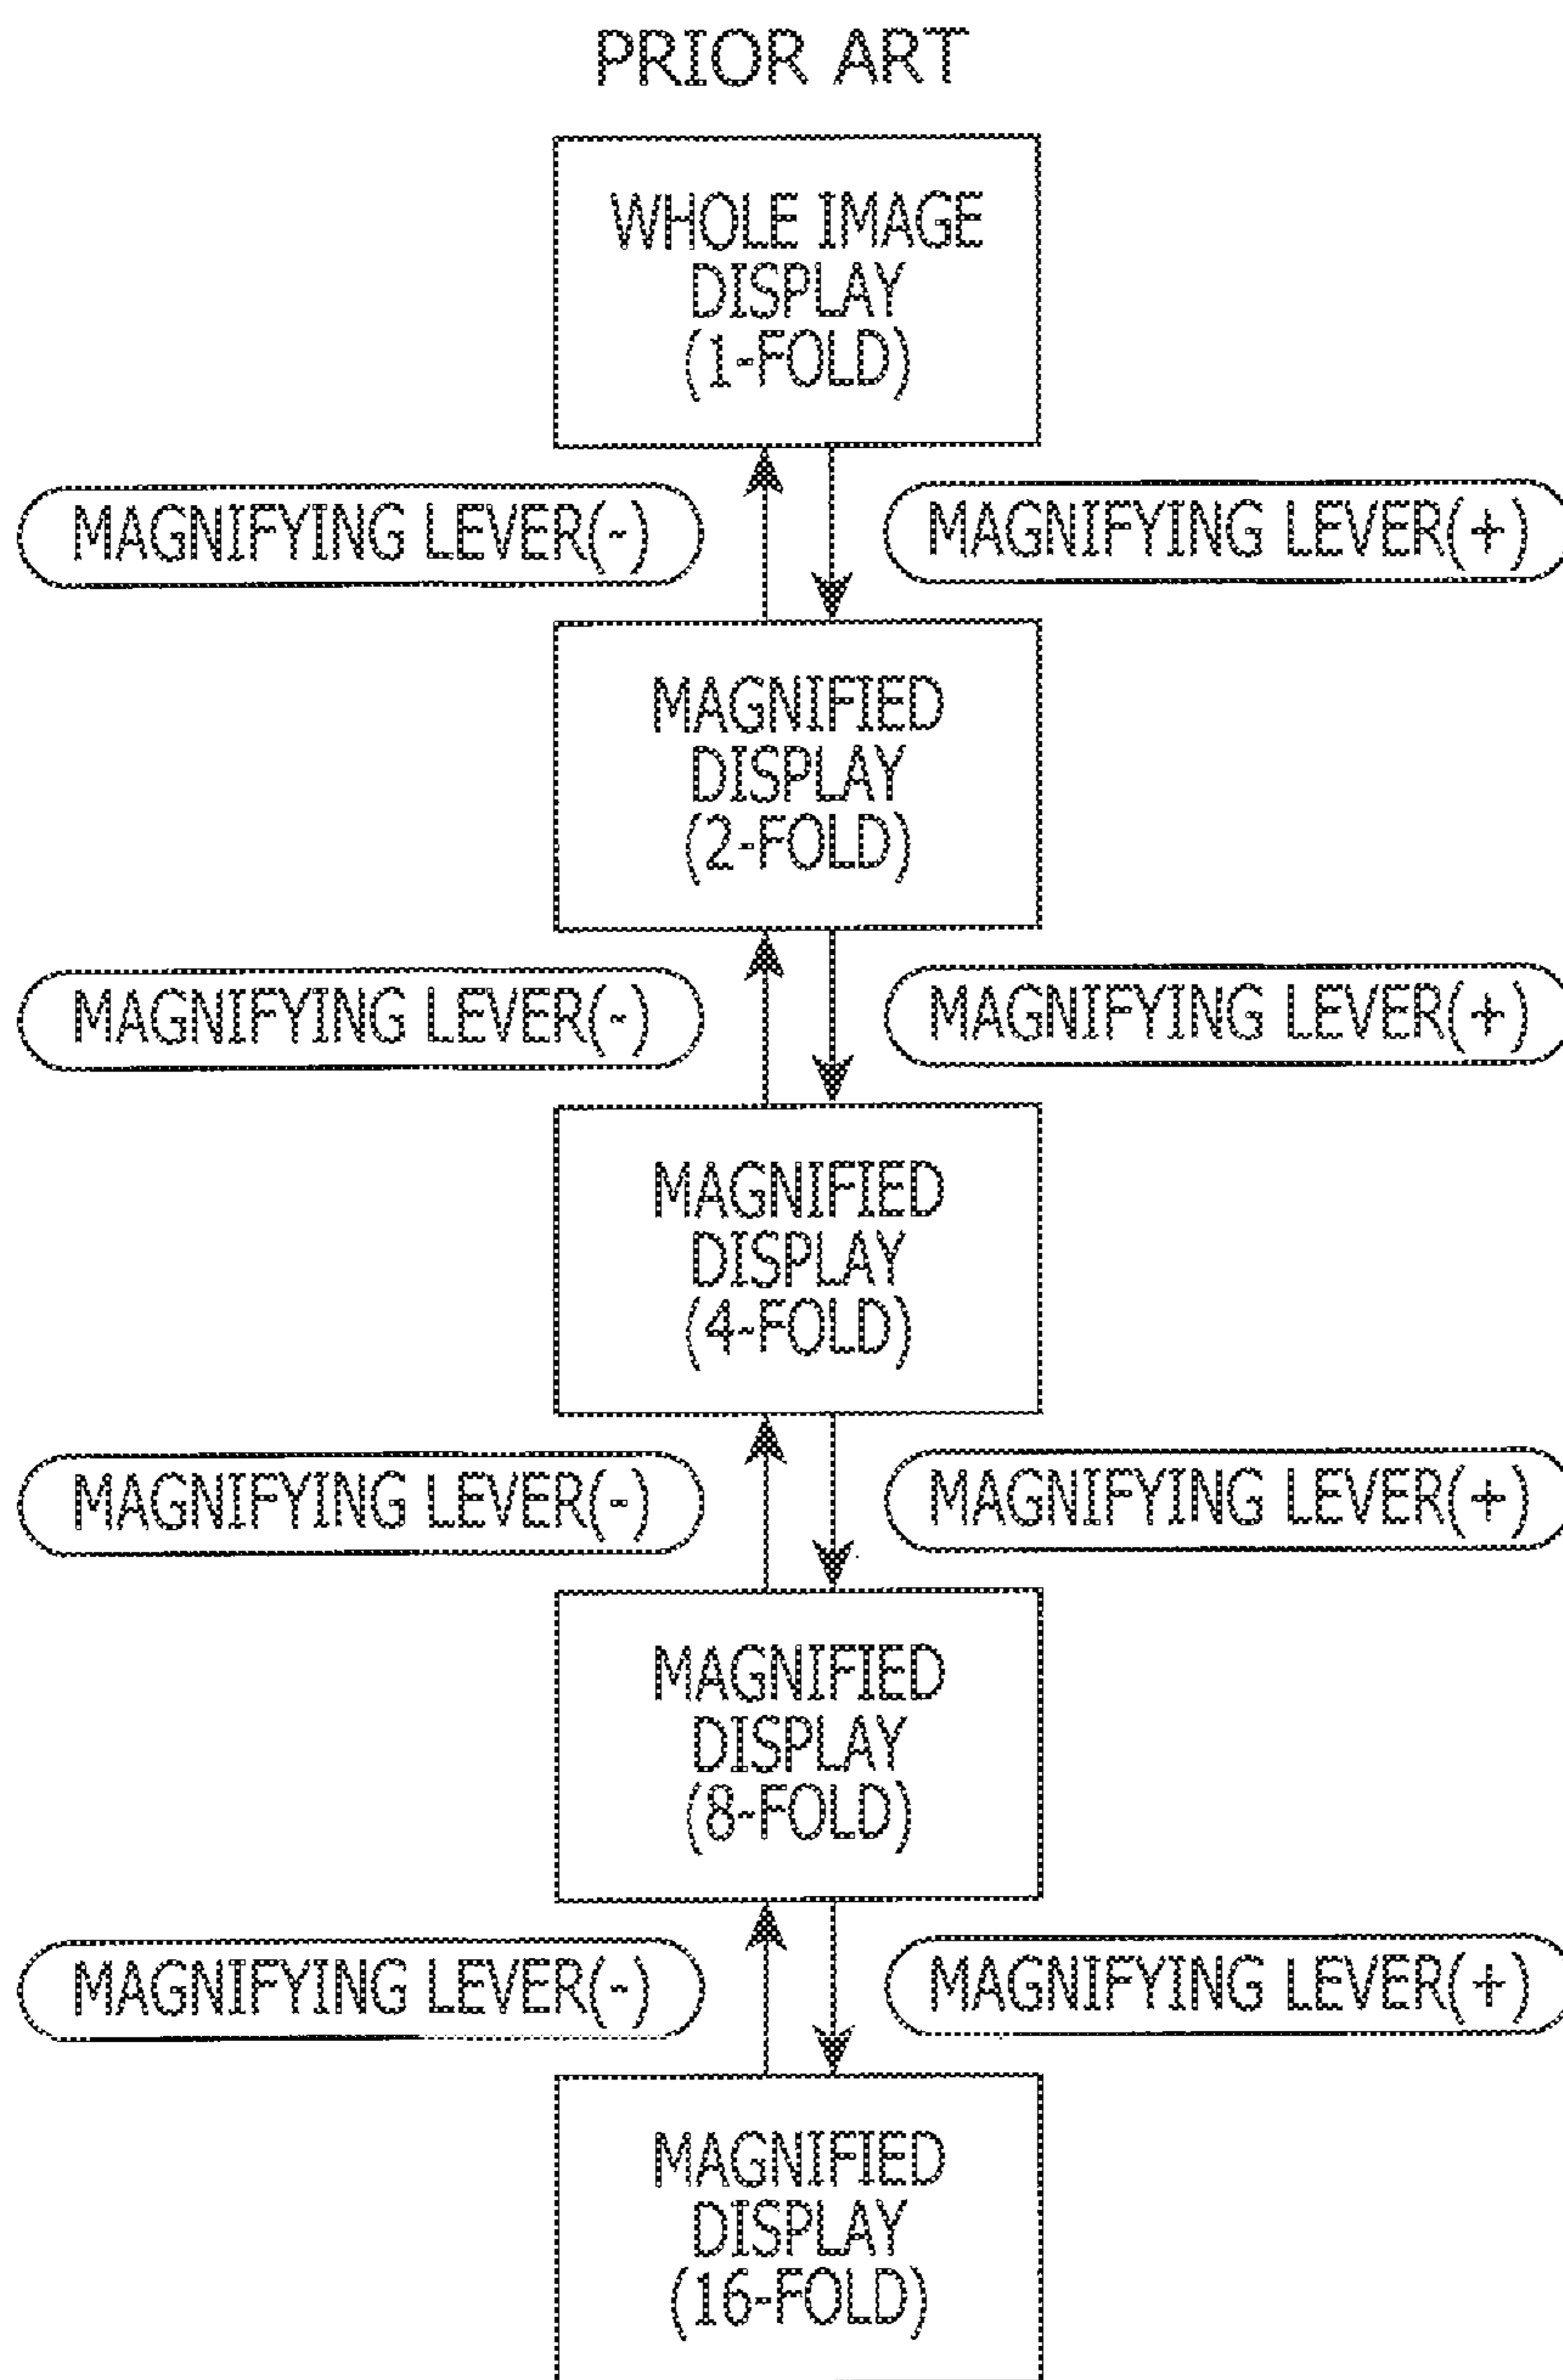 PRIOR ART
WHOLE IMAGE
DISPLAY
(1-FOLD)
MAGNIFYING LEVER(-)
MAGNIFYING LEVER(+)
MAGNIFIED
DISPLAY
(2-FOLD)
MAGNIFYING LEVER(-)
MAGNIFYING LEVER(+)
MAGNIFIED
DISPLAY
(4-FOLD)
MAGNIFYING LEVER(-)
MAGNIFYING LEVER(+)
MAGNIFIED
DISPLAY
(8-FOLD)
MAGNIFYING LEVER(-)
MAGNIFYING LEVER(+)
MAGNIFIED
DISPLAY
(16-FOLD)